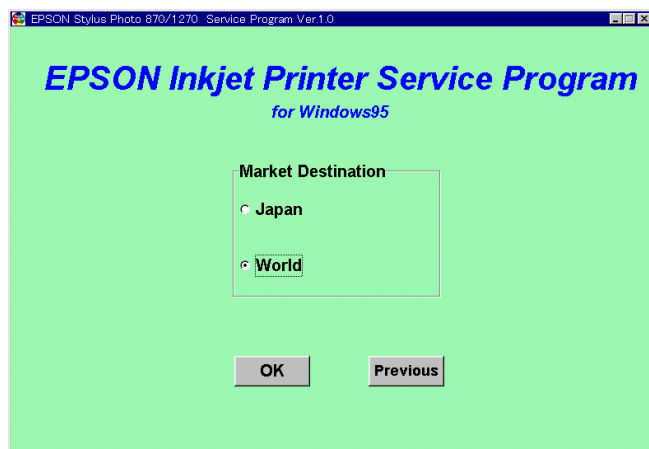 EPSON Stylus Photo 870/1270 Service Program Ver.1.0
EPSON Inkjet Printer Service Program
for Windows95
Market Destination
Japan
World
OK Previous